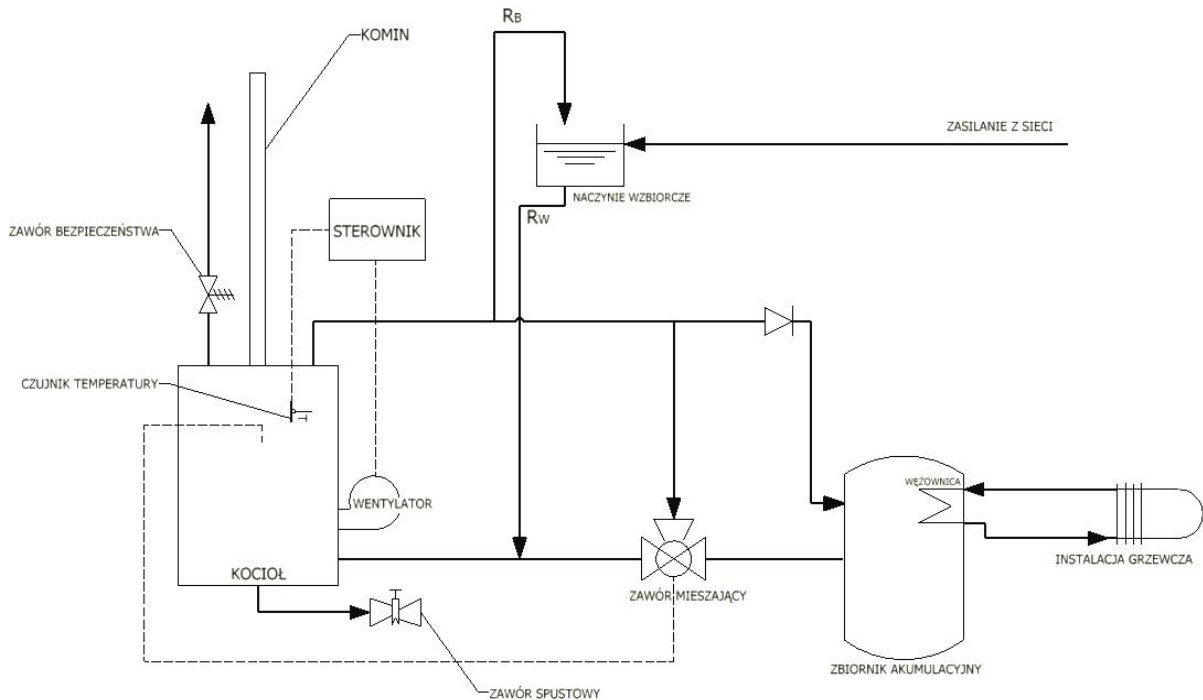 RB
KOMIN
ZASILANIE Z SIECI
NACZYNIE WZBIORCZE
RW
ZAWÓR BEZPIECZEŃSTWA
STEROWNIK
CZUJNIK TEMPERATURY
WENTYLATOR
WĘŻOWNICA
INSTALACJA GRZEWCZA
KOCIOŁ
ZAWÓR MIESZAJĄCY
ZBIORNIK AKUMULACYJNY
ZAWÓR SPUSTOWY